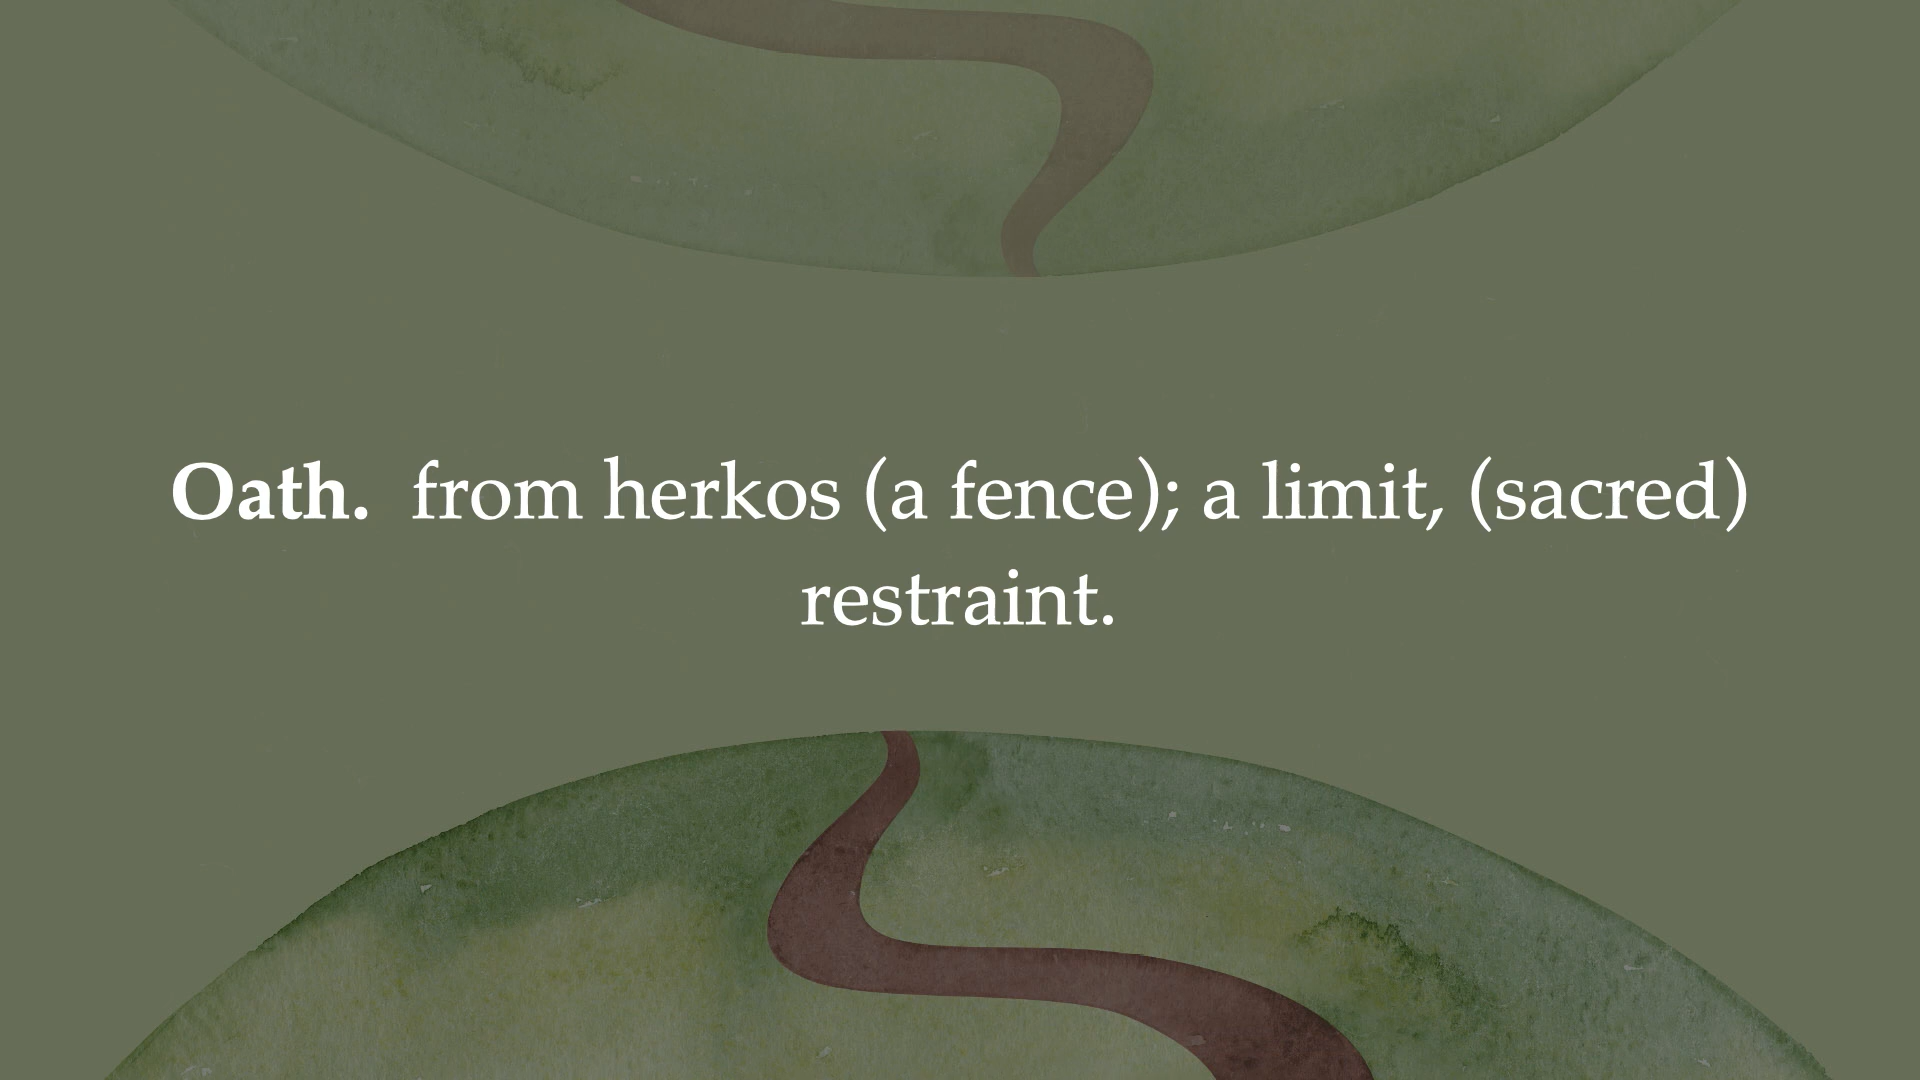 Oath. from herkos (a fence); a limit, (sacred)
restraint.